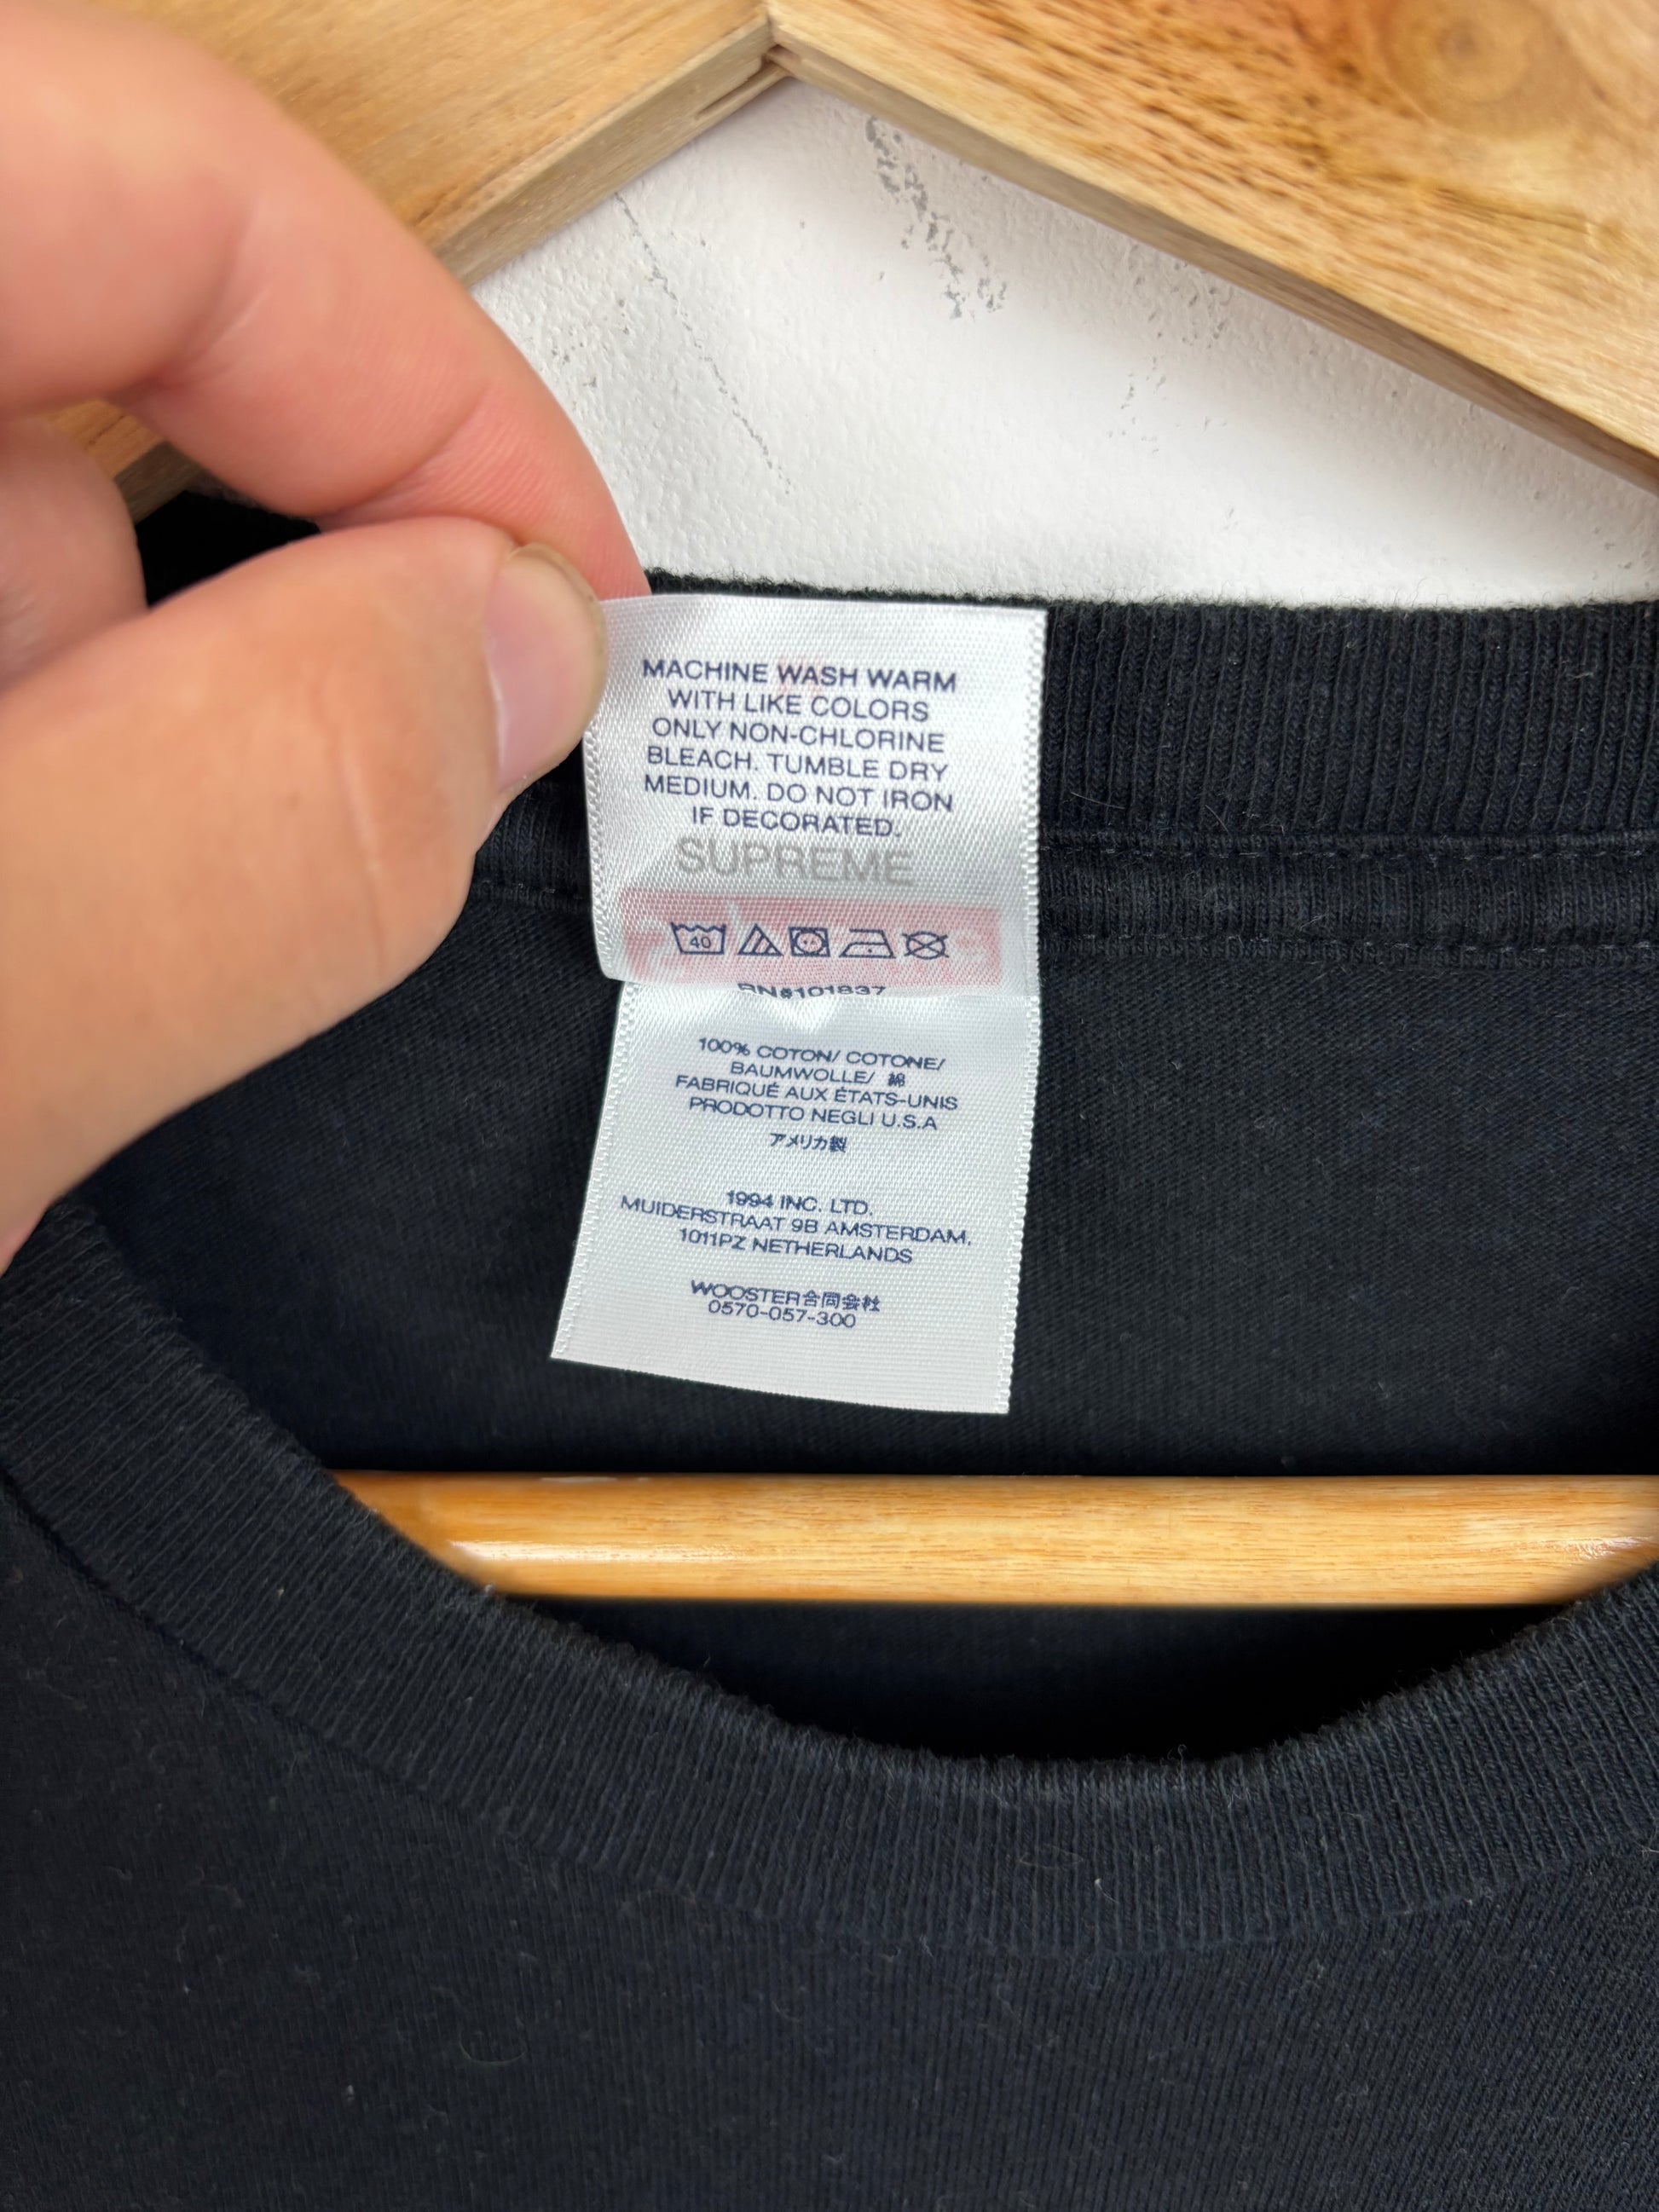 MACHINE WASH WARM
WITH LIKE COLORS
ONLY NON-CHLORINE
BLEACH. TUMBLE DRY
MEDIUM. DO NOT IRON
IF DECORATED.
SUPREME
40
RN#101837
100% COTON/ COTONE/
BAUMWOLLE/ 綿
FABRIQUÉ AUX ÉTATS-UNIS
PRODOTTO NEGLI U.S.A
アメリカ製
1994 INC. LTD.
MUIDERSTRAAT 9B AMSTERDAM,
1011PZ NETHERLANDS
WOOSTER合同会社
0570-057-300